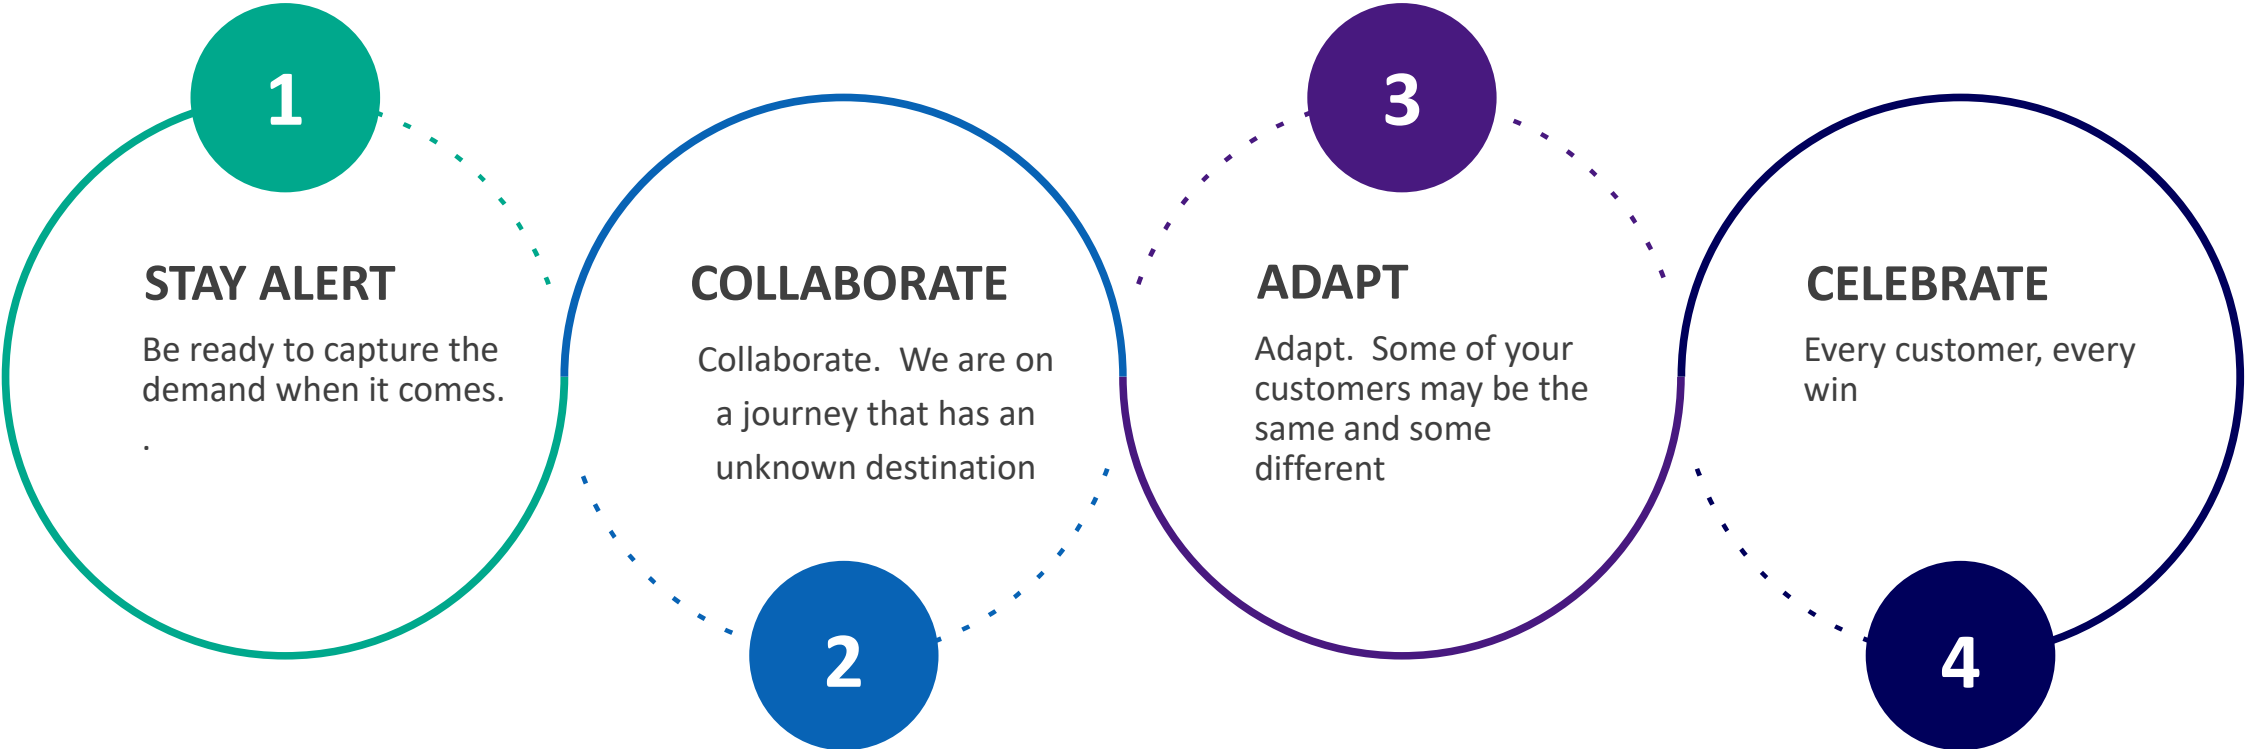 1
STAY ALERT
Be ready to capture the
demand when it comes.
.
2
COLLABORATE
Collaborate.  We are on
a journey that has an
unknown destination
3
ADAPT
Adapt.  Some of your
customers may be the
same and some
different
4
CELEBRATE
Every customer, every
win